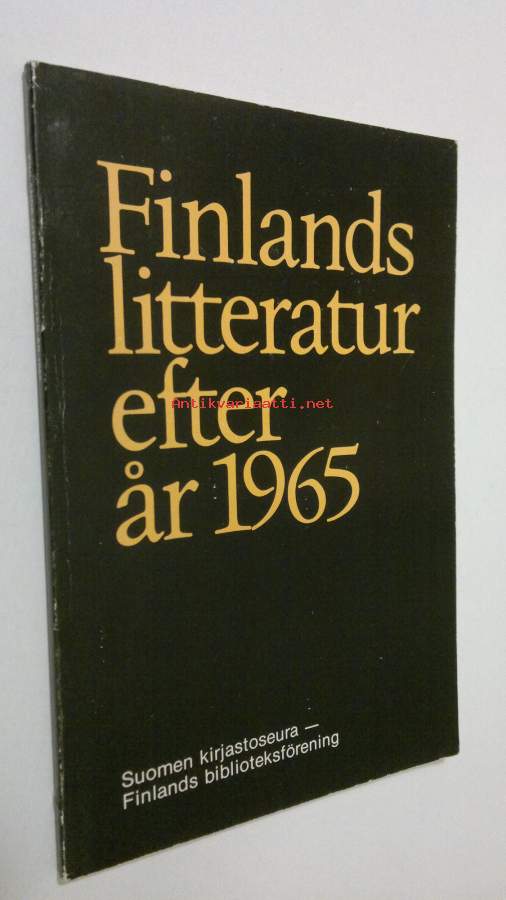 Finlands
litteratur
efter
Antikvariaatti.net
år 1965
Suomen kirjastoseura —
Finlands biblioteksförening